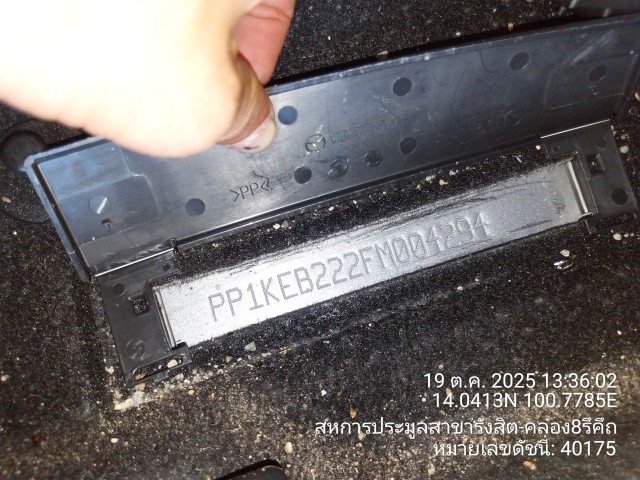 >PP<
PP1KEB222FM004294
19 ต.ค. 2025 13:36:02
14.0413N 100.7785E
สหการประมูลสาขารังสิต-คลอง8รีคีถ
หมายเลขดัชนี: 40175